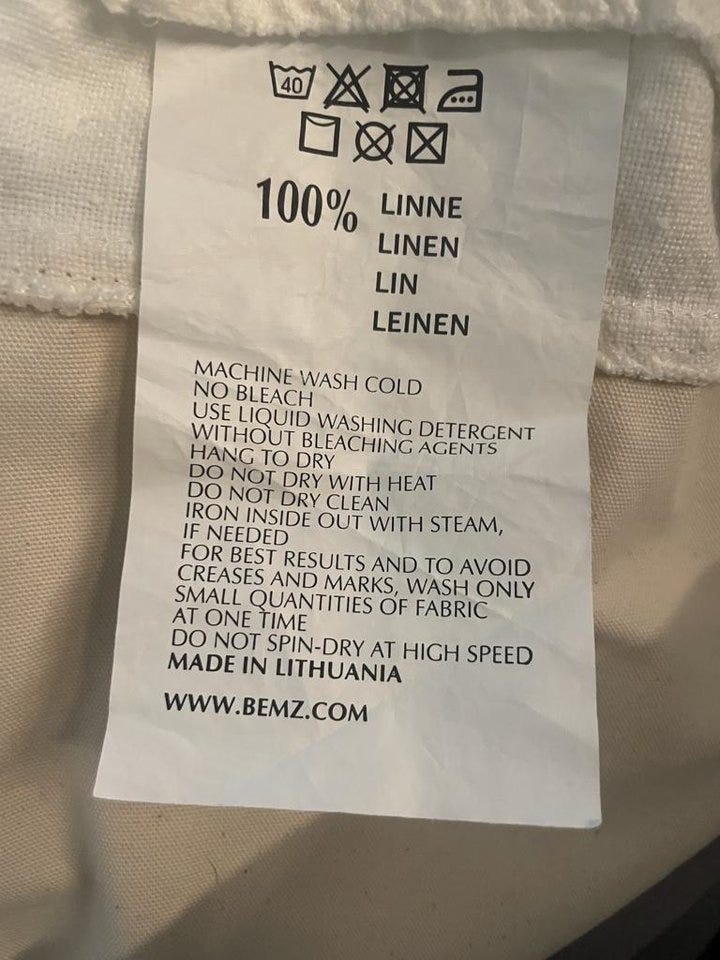 40
100% LINNE
LINEN
LIN
LEINEN
MACHINE WASH COLD
NO BLEACH
USE LIQUID WASHING DETERGENT
WITHOUT BLEACHING AGENTS
HANG TO DRY
DO NOT DRY WITH HEAT
DO NOT DRY CLEAN
IRON INSIDE OUT WITH STEAM,
IF NEEDED
FOR BEST RESULTS AND TO AVOID
CREASES AND MARKS, WASH ONLY
SMALL QUANTITIES OF FABRIC
AT ONE TIME
DO NOT SPIN-DRY AT HIGH SPEED
MADE IN LITHUANIA
WWW.BEMZ.COM